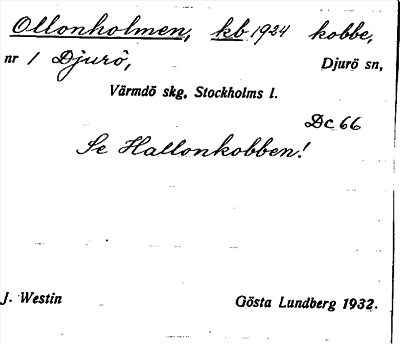 Ollonholmen, kb 1924 kobbe,
nr 1 Djurö, Djurö sn,
Värmdö skg, Stockholms l.
Dc 66
Se Hallonkobben!
J. Westin Gösta Lundberg 1932.